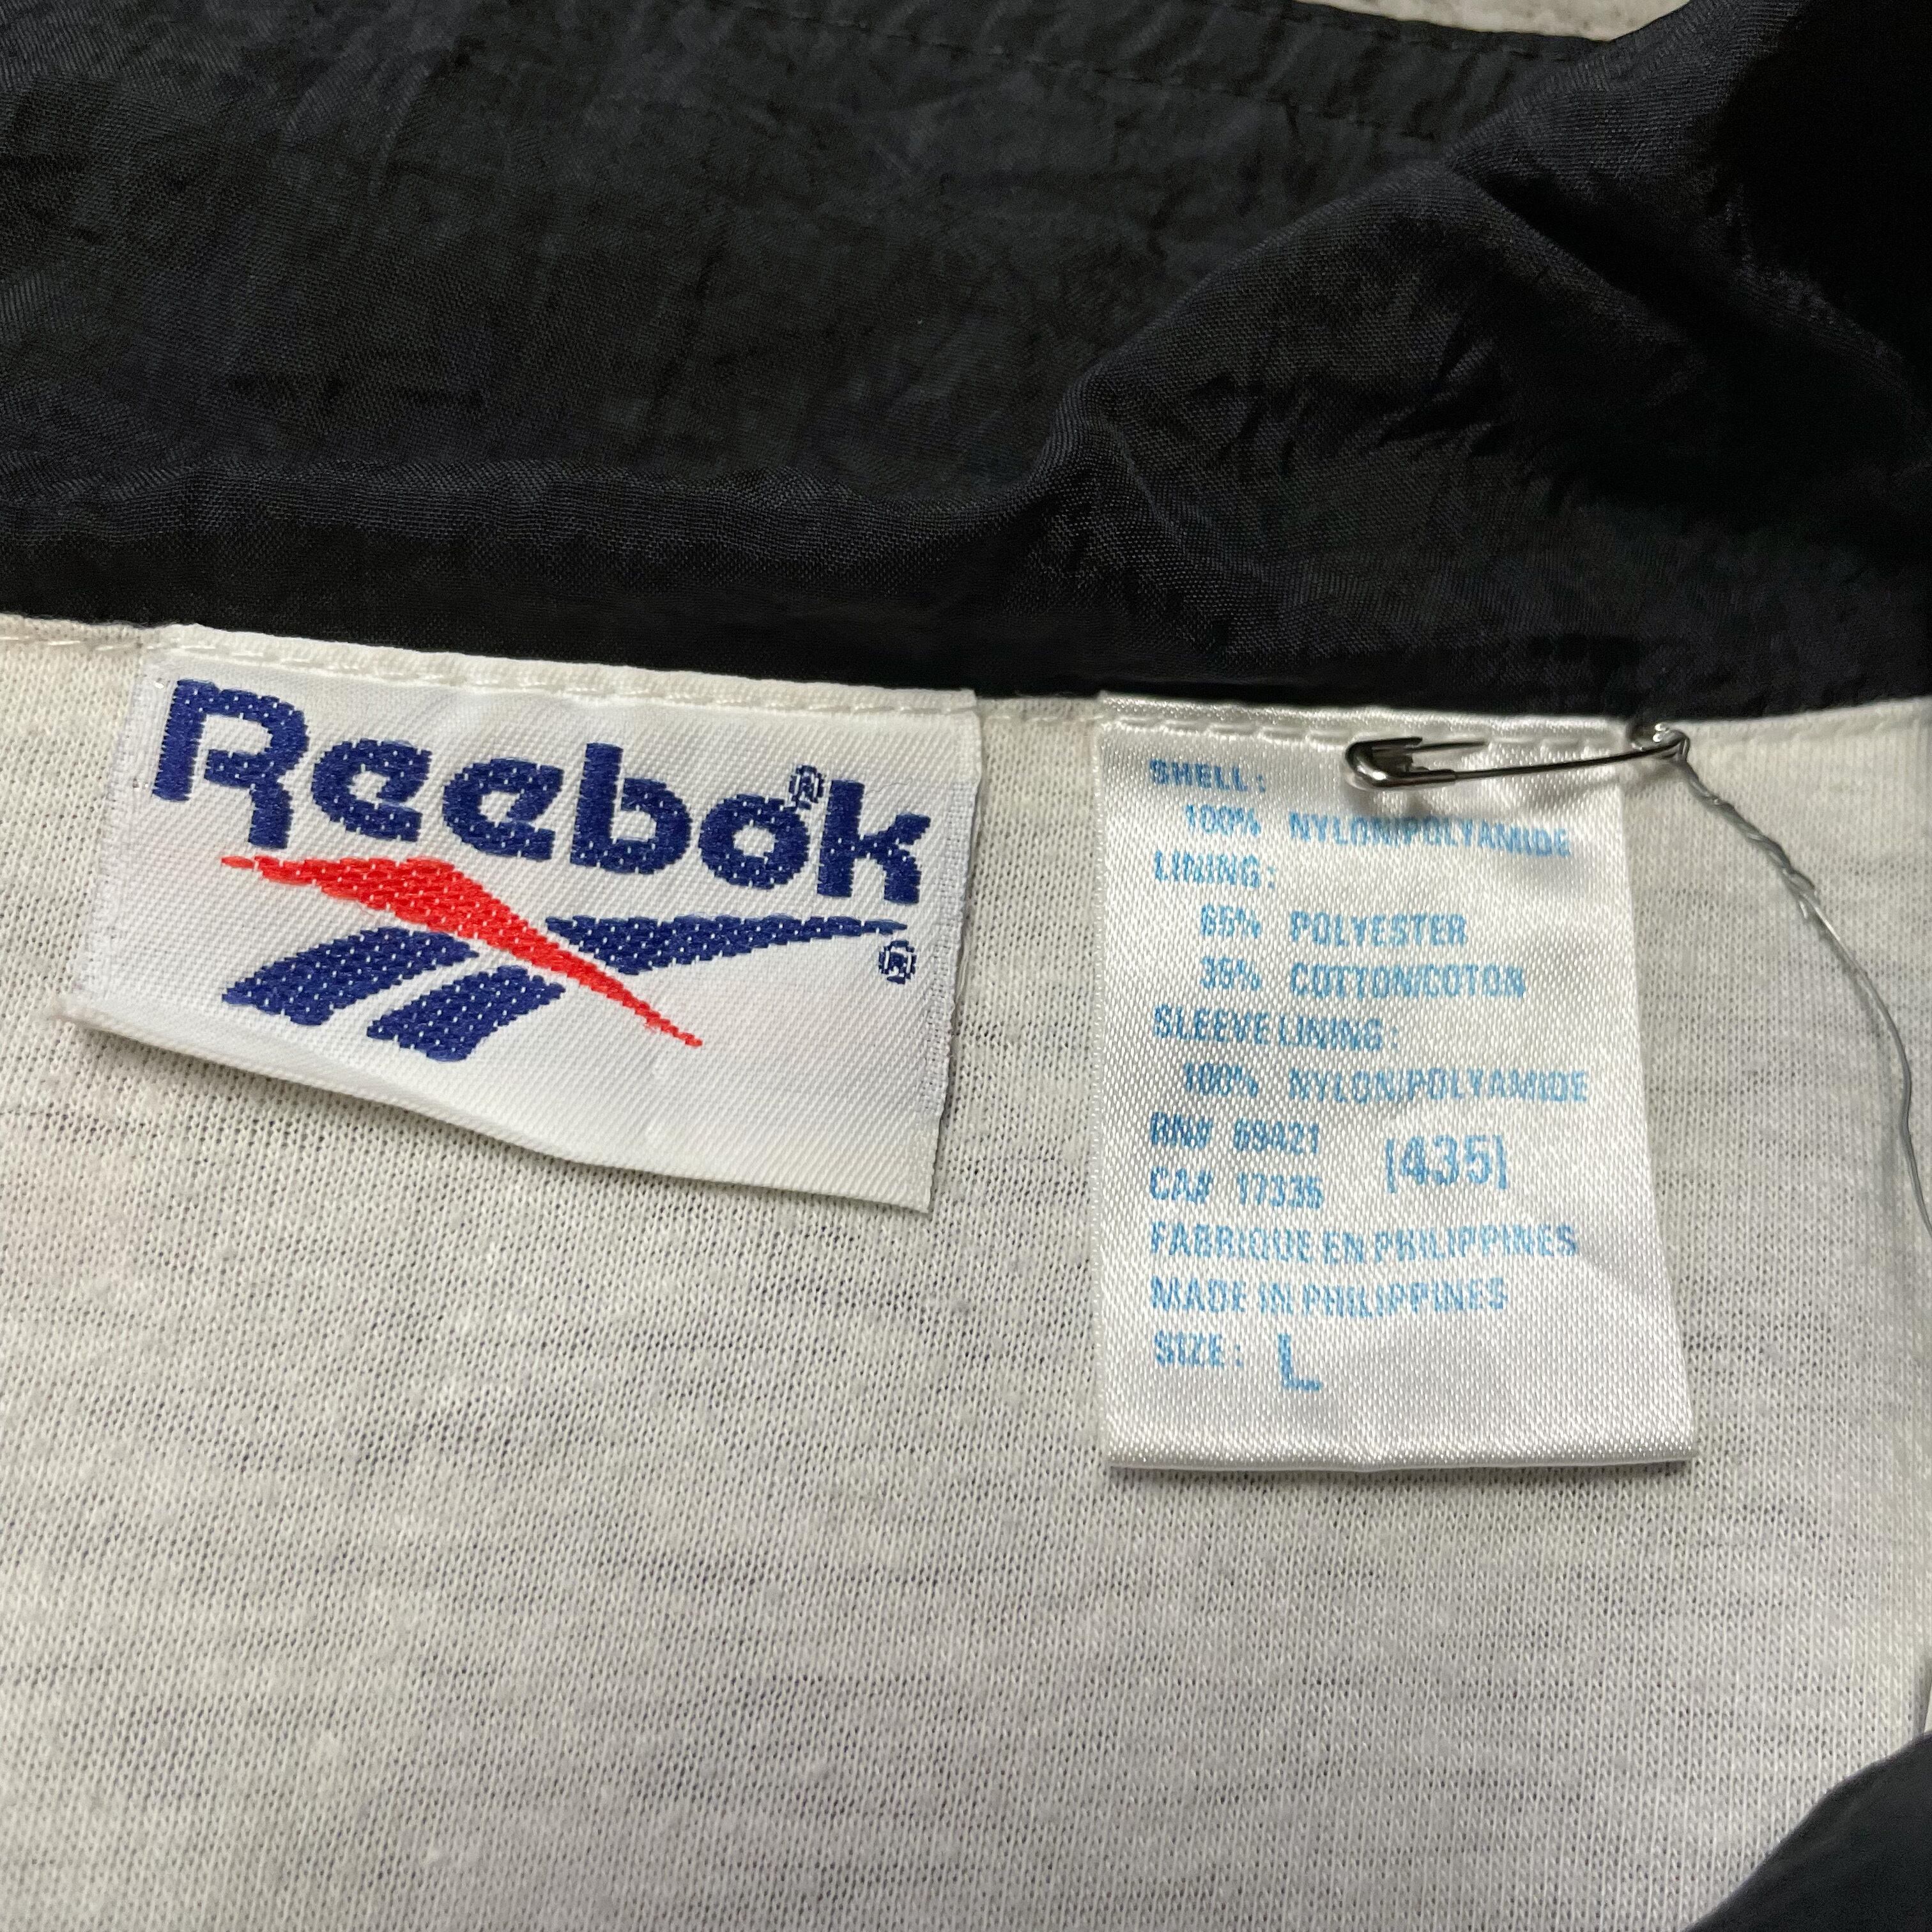 Reebok®
®
SHELL:
100% NYLON/POLYAMIDE
LINING:
65% POLYESTER
35% COTTON/COTON
SLEEVE LINING:
100% NYLON/POLYAMIDE
RN# 69421
CA# 17335 [435]
FABRIQUE EN PHILIPPINES
MADE IN PHILIPPINES
SIZE: L